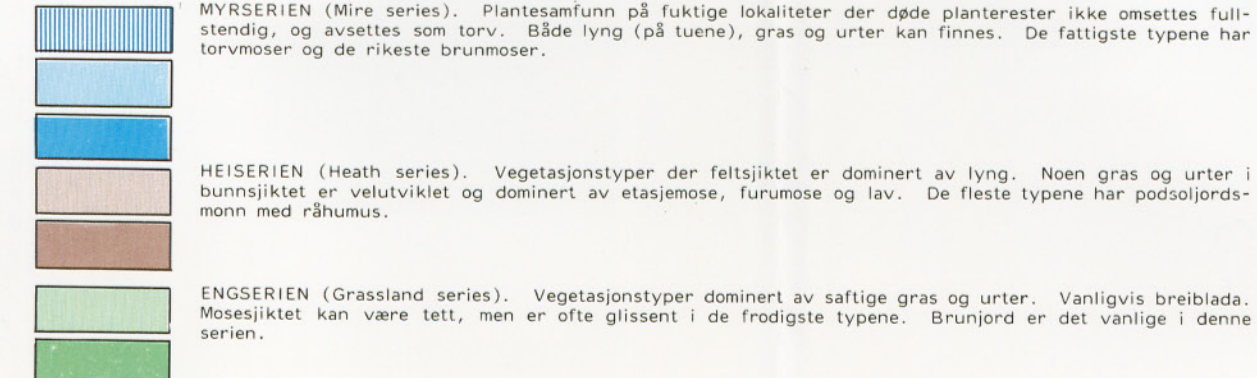 MYRSERIEN (Mire series). Plantesamfunn på fuktige lokaliteter der døde planterester ikke omsettes full-
stendig, og avsettes som torv. Både lyng (på tuene), gras og urter kan finnes. De fattigste typene har
torvmoser og de rikeste brunmoser.
HEISERIEN (Heath series). Vegetasjonstyper der feltsjiktet er dominert av lyng. Noen gras og urter i
bunnsjiktet er velutviklet og dominert av etasjemose, furumose og lav. De fleste typene har podsoljords-
monn med råhumus.
ENGSERIEN (Grassland series). Vegetasjonstyper dominert av saftige gras og urter. Vanligvis breiblada.
Mosesjiktet kan være tett, men er ofte glissent i de frodigste typene. Brunjord er det vanlige i denne
serien.